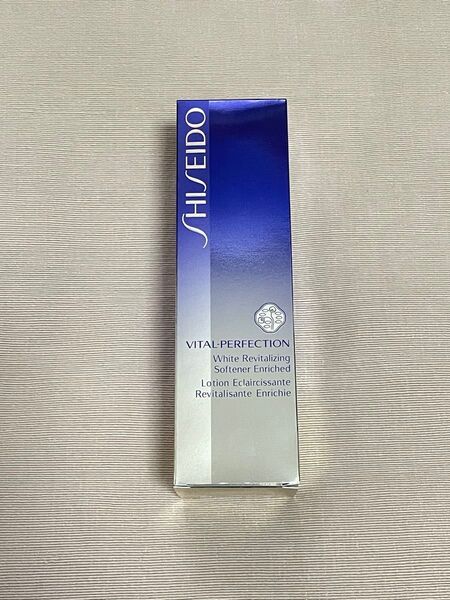 SHISEIDO
VITAL-PERFECTION
White Revitalizing
Softener Enriched
Lotion Eclaircissante
Revitalisante Enrichie